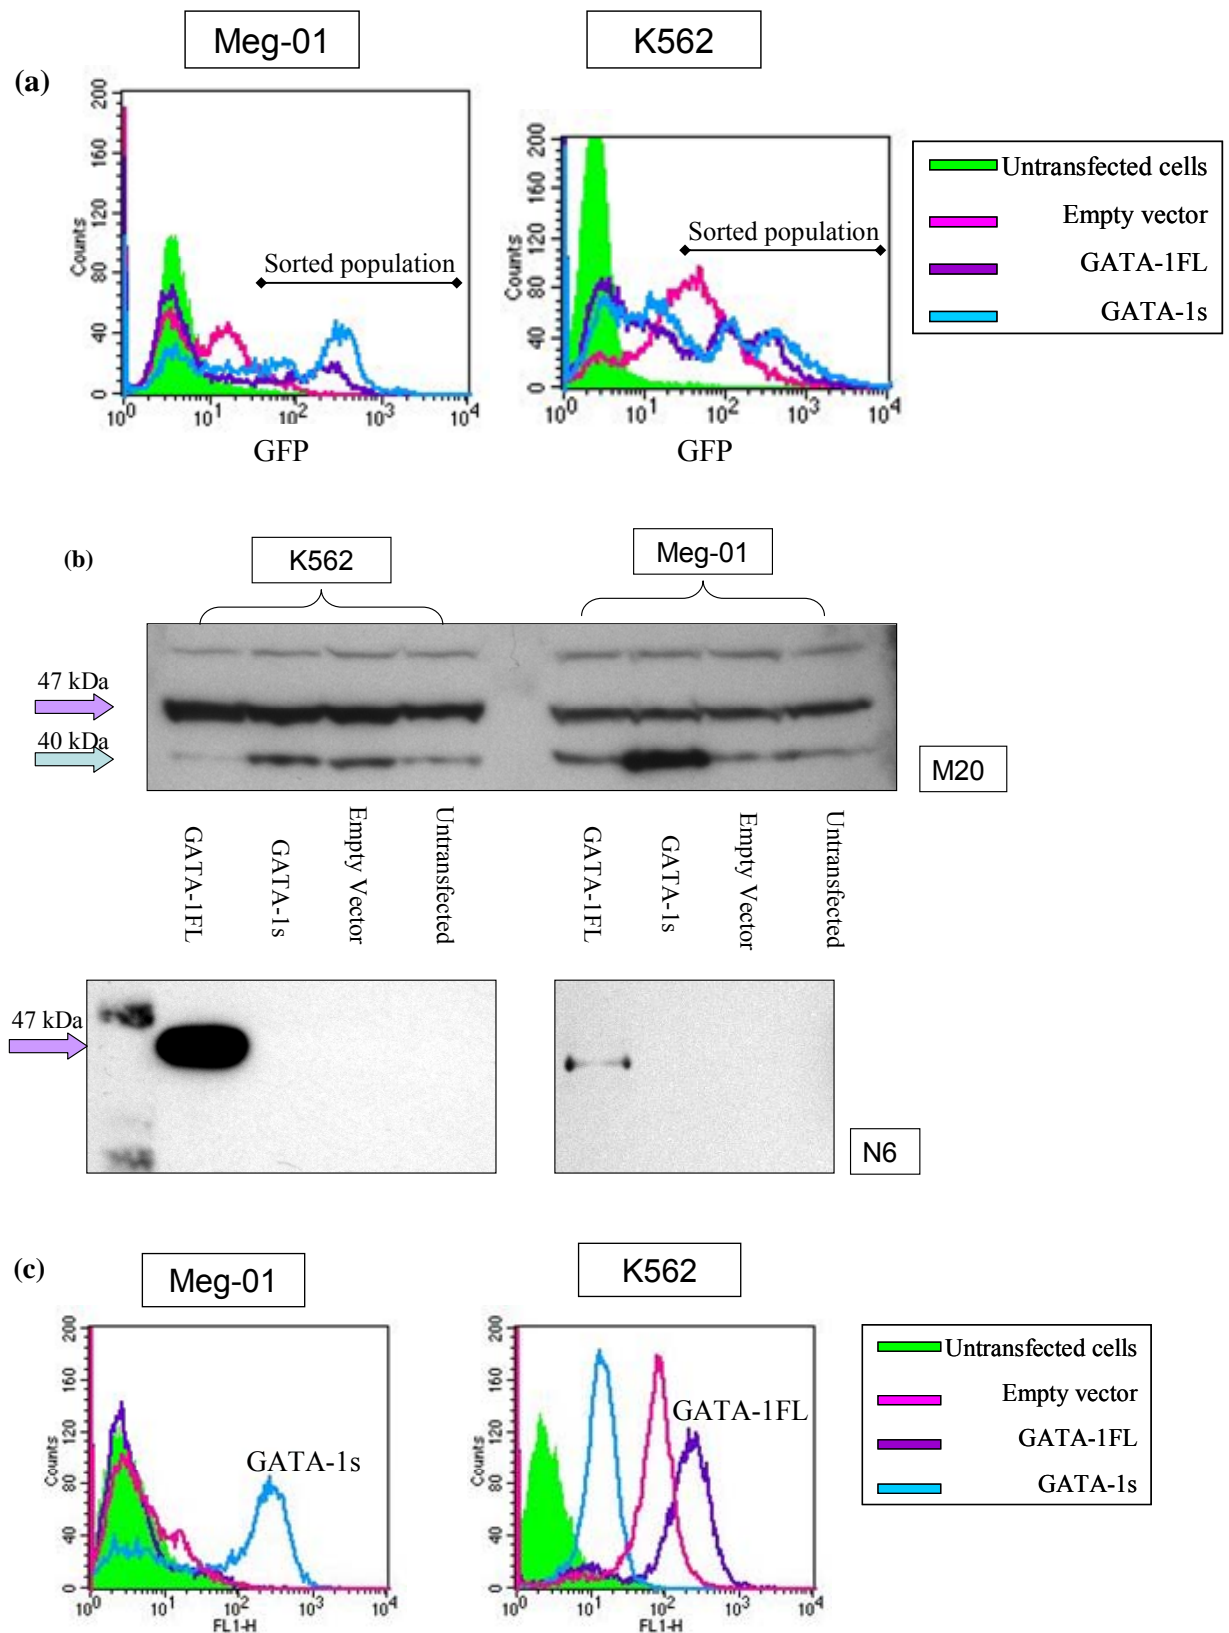 Meg-01
K562
(a)
200
160
120
80
40
0
Counts
Sorted population
10⁰ 10¹ 10² 10³ 10⁴
GFP
200
160
120
80
40
0
Counts
Sorted population
10⁰ 10¹ 10² 10³ 10⁴
GFP
Untransfected cells
Empty vector
GATA-1FL
GATA-1s
(b)
K562
Meg-01
47 kDa
40 kDa
M20
GATA-1FL
GATA-1s
Empty Vector
Untransfected
GATA-1FL
GATA-1s
Empty Vector
Untransfected
47 kDa
N6
(c)
Meg-01
K562
200
160
120
80
40
0
Counts
GATA-1s
10⁰ 10¹ 10² 10³ 10⁴
FL1-H
200
160
120
80
40
0
Counts
GATA-1FL
10⁰ 10¹ 10² 10³ 10⁴
FL1-H
Untransfected cells
Empty vector
GATA-1FL
GATA-1s